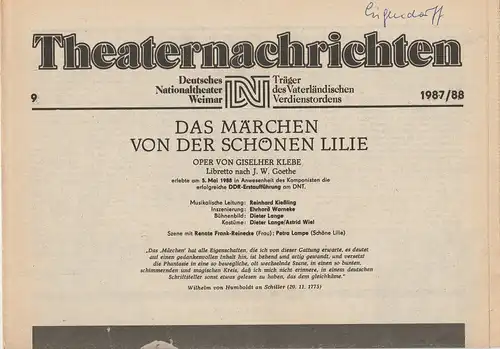 Theaternachrichten
9
Deutsches
Nationaltheater
Weimar
DNT
Träger
des Vaterländischen
Verdienstordens
1987/88
DAS MÄRCHEN
VON DER SCHÖNEN LILIE
OPER VON GISELHER KLEBE
Libretto nach J. W. Goethe
erlebte am 5. Mai 1988 in Anwesenheit des Komponisten die
erfolgreiche DDR-Erstaufführung am DNT.
Musikalische Leitung: Reinhard Kießling
Inszenierung: Ehrhard Warneke
Bühnenbild: Dieter Lange
Kostüme: Dieter Lange/Astrid Wiel
Szene mit Renate Frank-Reinecke (Frau); Petra Lampe (Schöne Lilie)
„Das ‚Märchen' hat alle Eigenschaften, die ich von dieser Gattung erwarte, es deutet
auf einen gedankenvollen Inhalt hin, ist behend und artig gewandt, und versetzt
die Phantasie in eine so bewegliche, oft wechselnde Szene, in einen so bunten,
schimmernden und magischen Kreis, daß ich mich nicht erinnere, in einem deutschen
Schriftsteller sonst etwas gelesen zu haben, das dem gleichkäme."
Wilhelm von Humboldt an Schiller (20. 11. 1775)